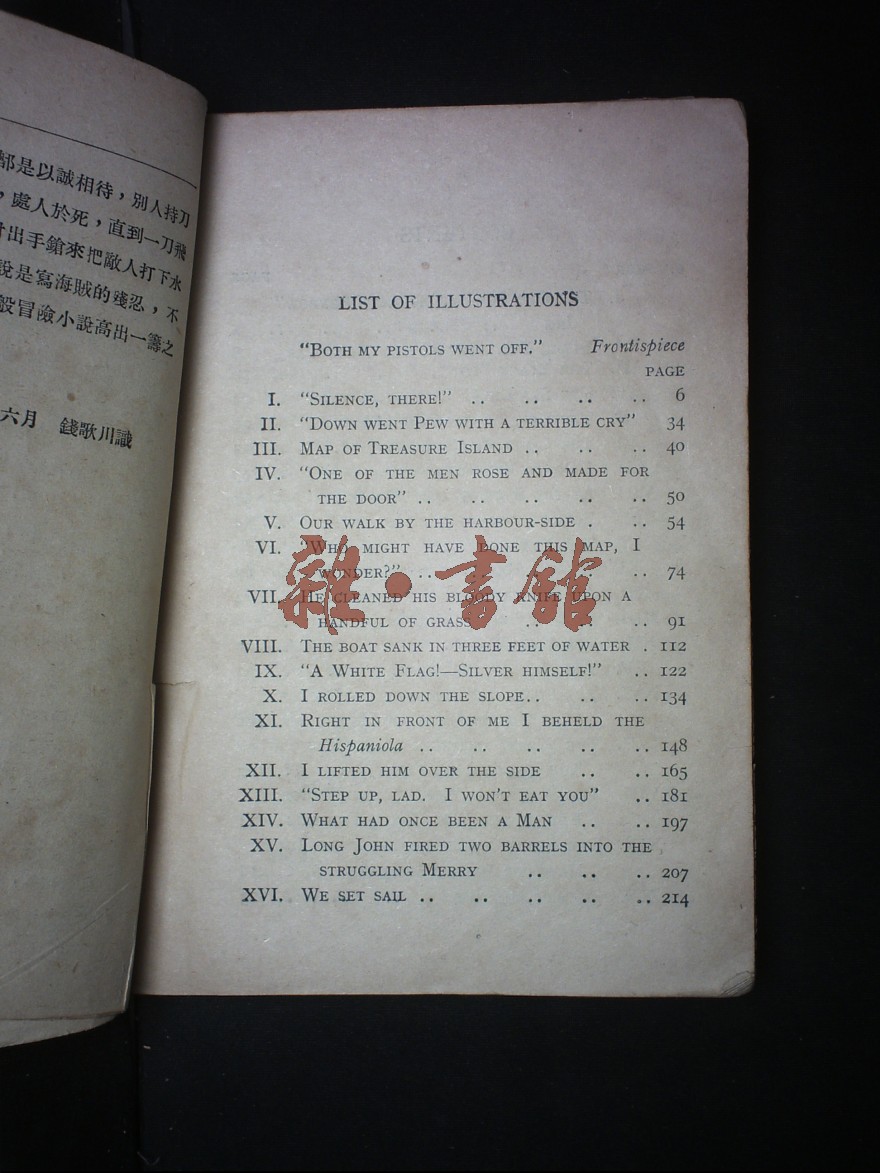 都是以誠相待，別人持刀
，處人於死，直到一刀飛
出手鎗來把敵人打下水
說是寫海賊的殘忍，不
般冒險小說高出一籌之
六月 錢歌川識
LIST OF ILLUSTRATIONS
"BOTH MY PISTOLS WENT OFF." Frontispiece
PAGE
I. "SILENCE, THERE!" .. .. .. .. 6
II. "DOWN WENT PEW WITH A TERRIBLE CRY" 34
III. MAP OF TREASURE ISLAND .. .. .. 40
IV. "ONE OF THE MEN ROSE AND MADE FOR
THE DOOR" .. .. .. .. .. 50
V. OUR WALK BY THE HARBOUR-SIDE . .. 54
VI. "WHO MIGHT HAVE DONE THIS MAP, I
WONDER?" .. .. .. .. .. 74
VII. HE CLEANED HIS BLOODY KNIFE UPON A
HANDFUL OF GRASS .. .. .. 91
VIII. THE BOAT SANK IN THREE FEET OF WATER . 112
IX. "A WHITE FLAG!—SILVER HIMSELF!" .. 122
X. I ROLLED DOWN THE SLOPE.. .. .. 134
XI. RIGHT IN FRONT OF ME I BEHELD THE
Hispaniola .. .. .. .. .. 148
XII. I LIFTED HIM OVER THE SIDE .. .. 165
XIII. "STEP UP, LAD. I WON'T EAT YOU" .. 181
XIV. WHAT HAD ONCE BEEN A MAN .. .. 197
XV. LONG JOHN FIRED TWO BARRELS INTO THE
STRUGGLING MERRY .. .. .. 207
XVI. WE SET SAIL .. .. .. .. .. 214
雜·書館